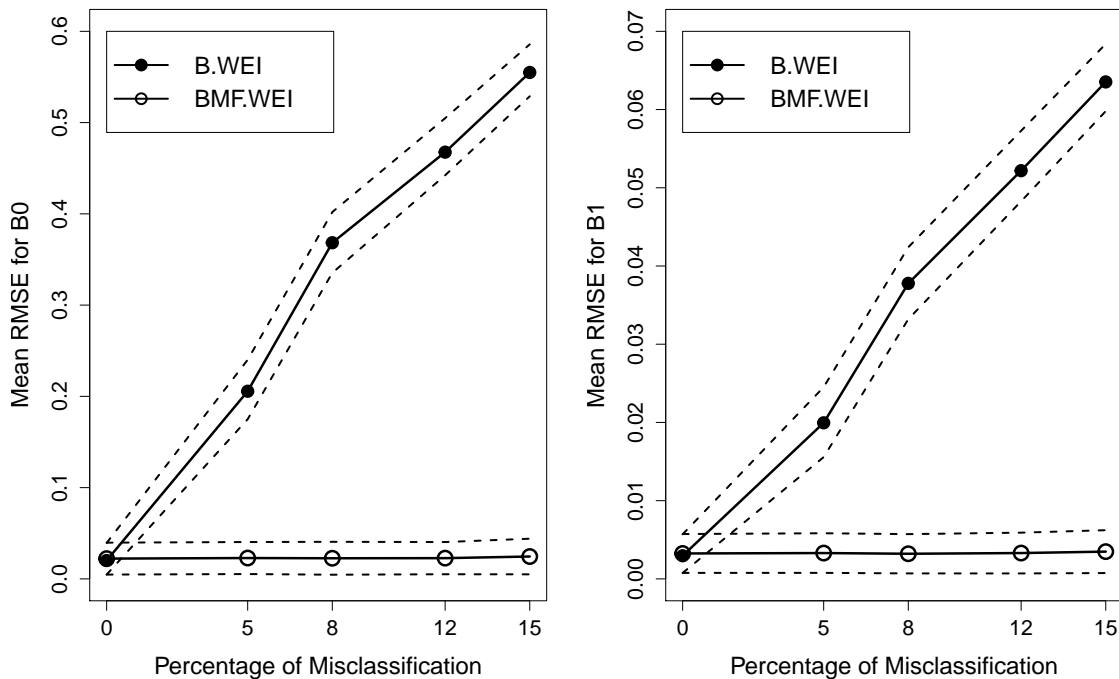 Mean RMSE for B0
0.6
0.5
0.4
0.3
0.2
0.1
0.0
B.WEI
BMF.WEI
0 5 8 12 15
Percentage of Misclassification
Mean RMSE for B1
0.07
0.06
0.05
0.04
0.03
0.02
0.01
0.00
B.WEI
BMF.WEI
0 5 8 12 15
Percentage of Misclassification